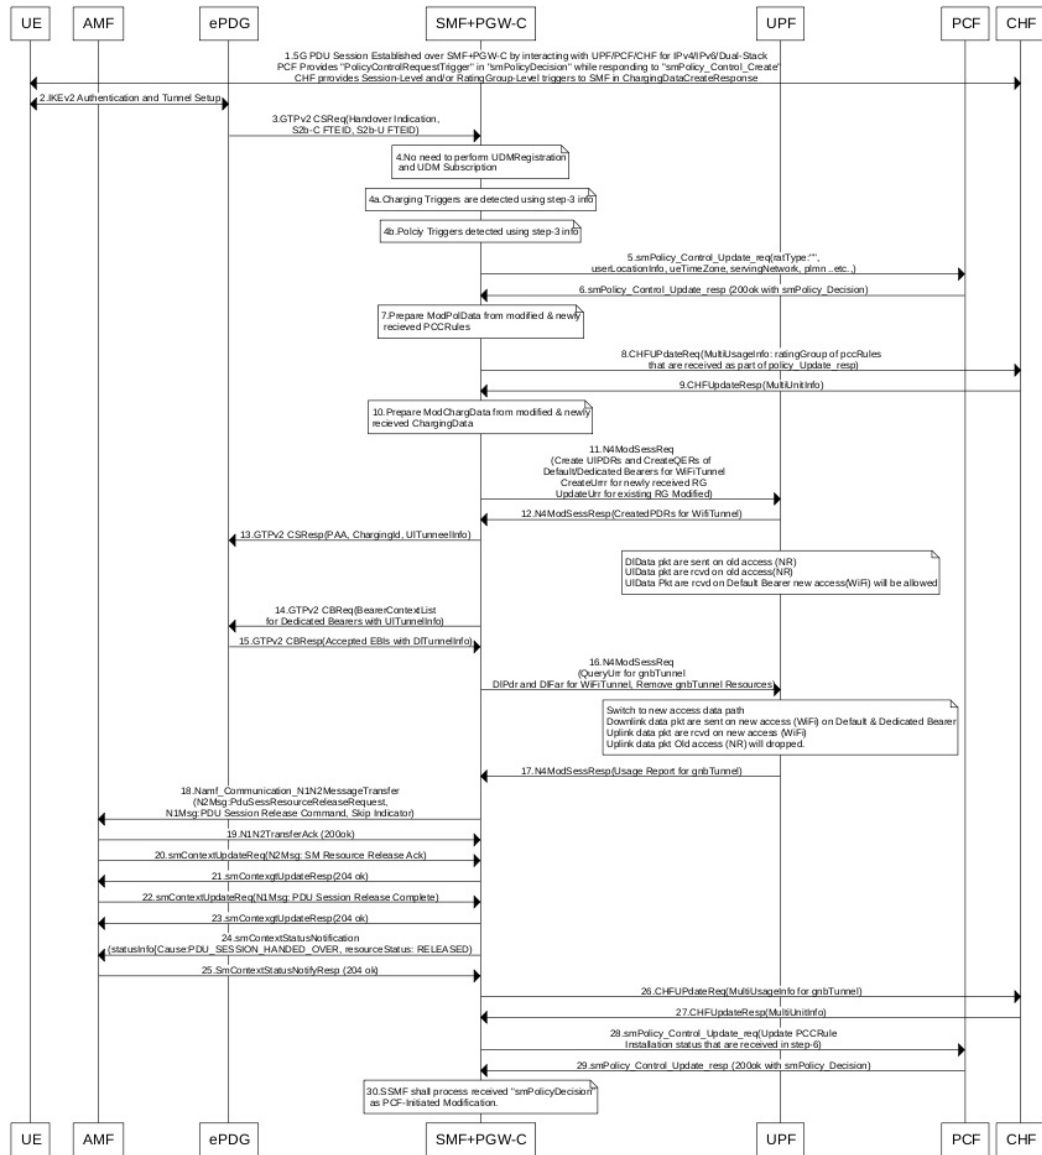 UE
AMF
ePDG
SMF+PGW-C
UPF
PCF
CHF
1.5G PDU Session Established over SMF+PGW-C by interacting with UPF/PCF/CHF for IPv4/IPv6/Dual-Stack
PCF Provides "PolicyControlRequestTrigger" in "smPolicyDecision" while responding to "smPolicy_Control_Create"
CHF prrovides Session-Level and/or RatingGroup-Level triggers to SMF in ChargingDataCreateResponse
2.IKEv2 Authentication and Tunnel Setup
3.GTPv2 CSReq(Handover Indication,
S2b-C FTEID, S2b-U FTEID)
4.No need to perform UDMRegistration
and UDM Subscription
4a.Charging Triggers are detected using step-3 info
4b.Polciy Triggers detected using step-3 info
5.smPolicy_Control_Update_req(ratType:"",
userLocationInfo, ueTimeZone, servingNetwork, plmn ..etc.,)
6.smPolicy_Control_Update_resp (200ok with smPolicy_Decision)
7.Prepare ModPolData from modified & newly
recieved PCCRules
8.CHFUPdateReq(MultiUsageInfo: ratingGroup of pccRules
that are received as part of policy_Update_resp)
9.CHFUpdateResp(MultiUnitInfo)
10.Prepare ModChargData from modified & newly
recieved ChargingData
11.N4ModSessReq
(Create UlPDRs and CreateQERs of
Default/Dedicated Bearers for WiFiTunnel
CreateUrrr for newly received RG
UpdateUrr for existing RG Modified)
12.N4ModSessResp(CreatedPDRs for WifiTunnel)
13.GTPv2 CSResp(PAA, ChargingId, UlTunneelInfo)
DlData pkt are sent on old access (NR)
UlData pkt are rcvd on old access(NR)
UlData Pkt are rcvd on Default Bearer new access(WiFi) will be allowed
14.GTPv2 CBReq(BearerContextList
for Dedicated Bearers with UlTunnelInfo)
15.GTPv2 CBResp(Accepted EBIs with DlTunnelInfo)
16.N4ModSessReq
(QueryUrr for gnbTunnel
DlPdr and DlFar for WiFiTunnel, Remove gnbTunnel Resources)
Switch to new access data path
Downlink data pkt are sent on new access (WiFi) on Default & Dedicated Bearer
Uplink data pkt are rcvd on new access (WiFi)
Uplink data pkt Old access (NR) will dropped.
17.N4ModSessResp(Usage Report for gnbTunnel)
18.Namf_Communication_N1N2MessageTransfer
(N2Msg:PduSessResourceReleaseRequest,
N1Msg:PDU Session Release Command, Skip Indicator)
19.N1N2TransferAck (200ok)
20.smContextUpdateReq(N2Msg: SM Resource Release Ack)
21.smContexgtUpdateResp(204 ok)
22.smContextUpdateReq(N1Msg: PDU Session Release Complete)
23.smContexgtUpdateResp(204 ok)
24.smContextStatusNotification
(statusInfo[Cause:PDU_SESSION_HANDED_OVER, resourceStatus: RELEASED)
25.SmContextStatusNotifyResp (204 ok)
26.CHFUPdateReq(MultiUsageInfo for gnbTunnel)
27.CHFUpdateResp(MultiUnitInfo)
28.smPolicy_Control_Update_req(Update PCCRule
Installation status that are received in step-6)
29.smPolicy_Control_Update_resp (200ok with smPolicy_Decision)
30.SSMF shall process received "smPolicyDecision
as PCF-Initiated Modification.
UE
AMF
ePDG
SMF+PGW-C
UPF
PCF
CHF